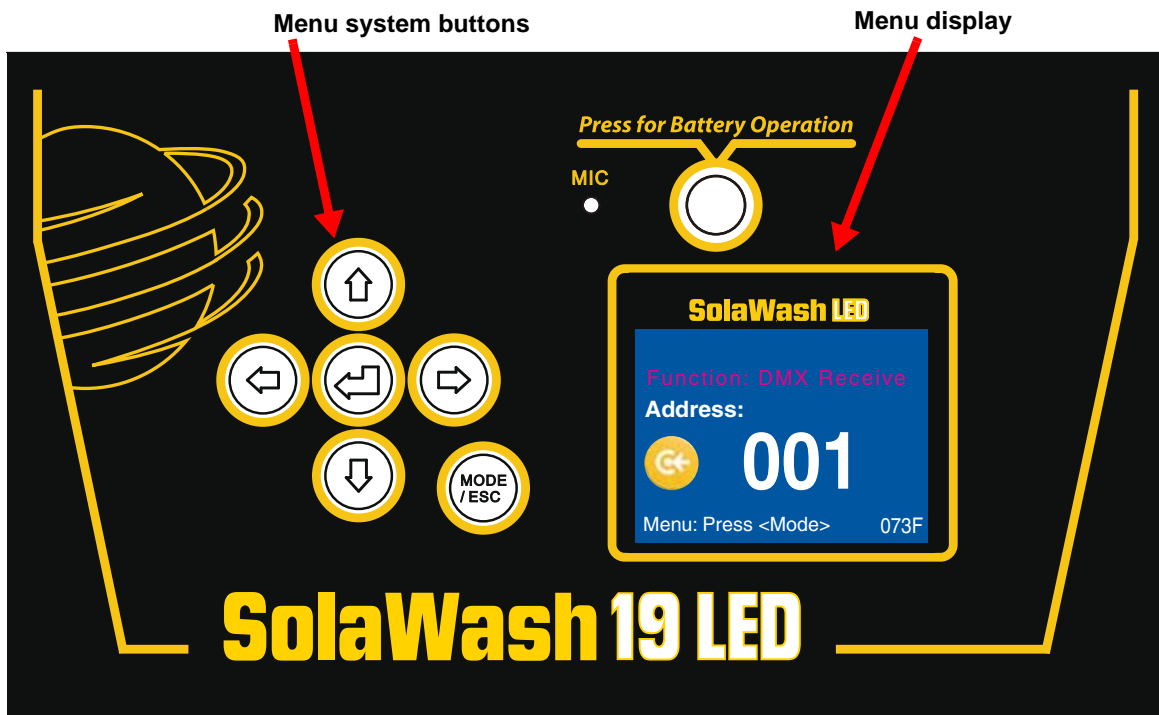 Menu system buttons
Menu display
Press for Battery Operation
MIC
SolaWash LED
Function: DMX Receive
Address:
001
MODE
/ESC
Menu: Press <Mode> 073F
SolaWash 19 LED